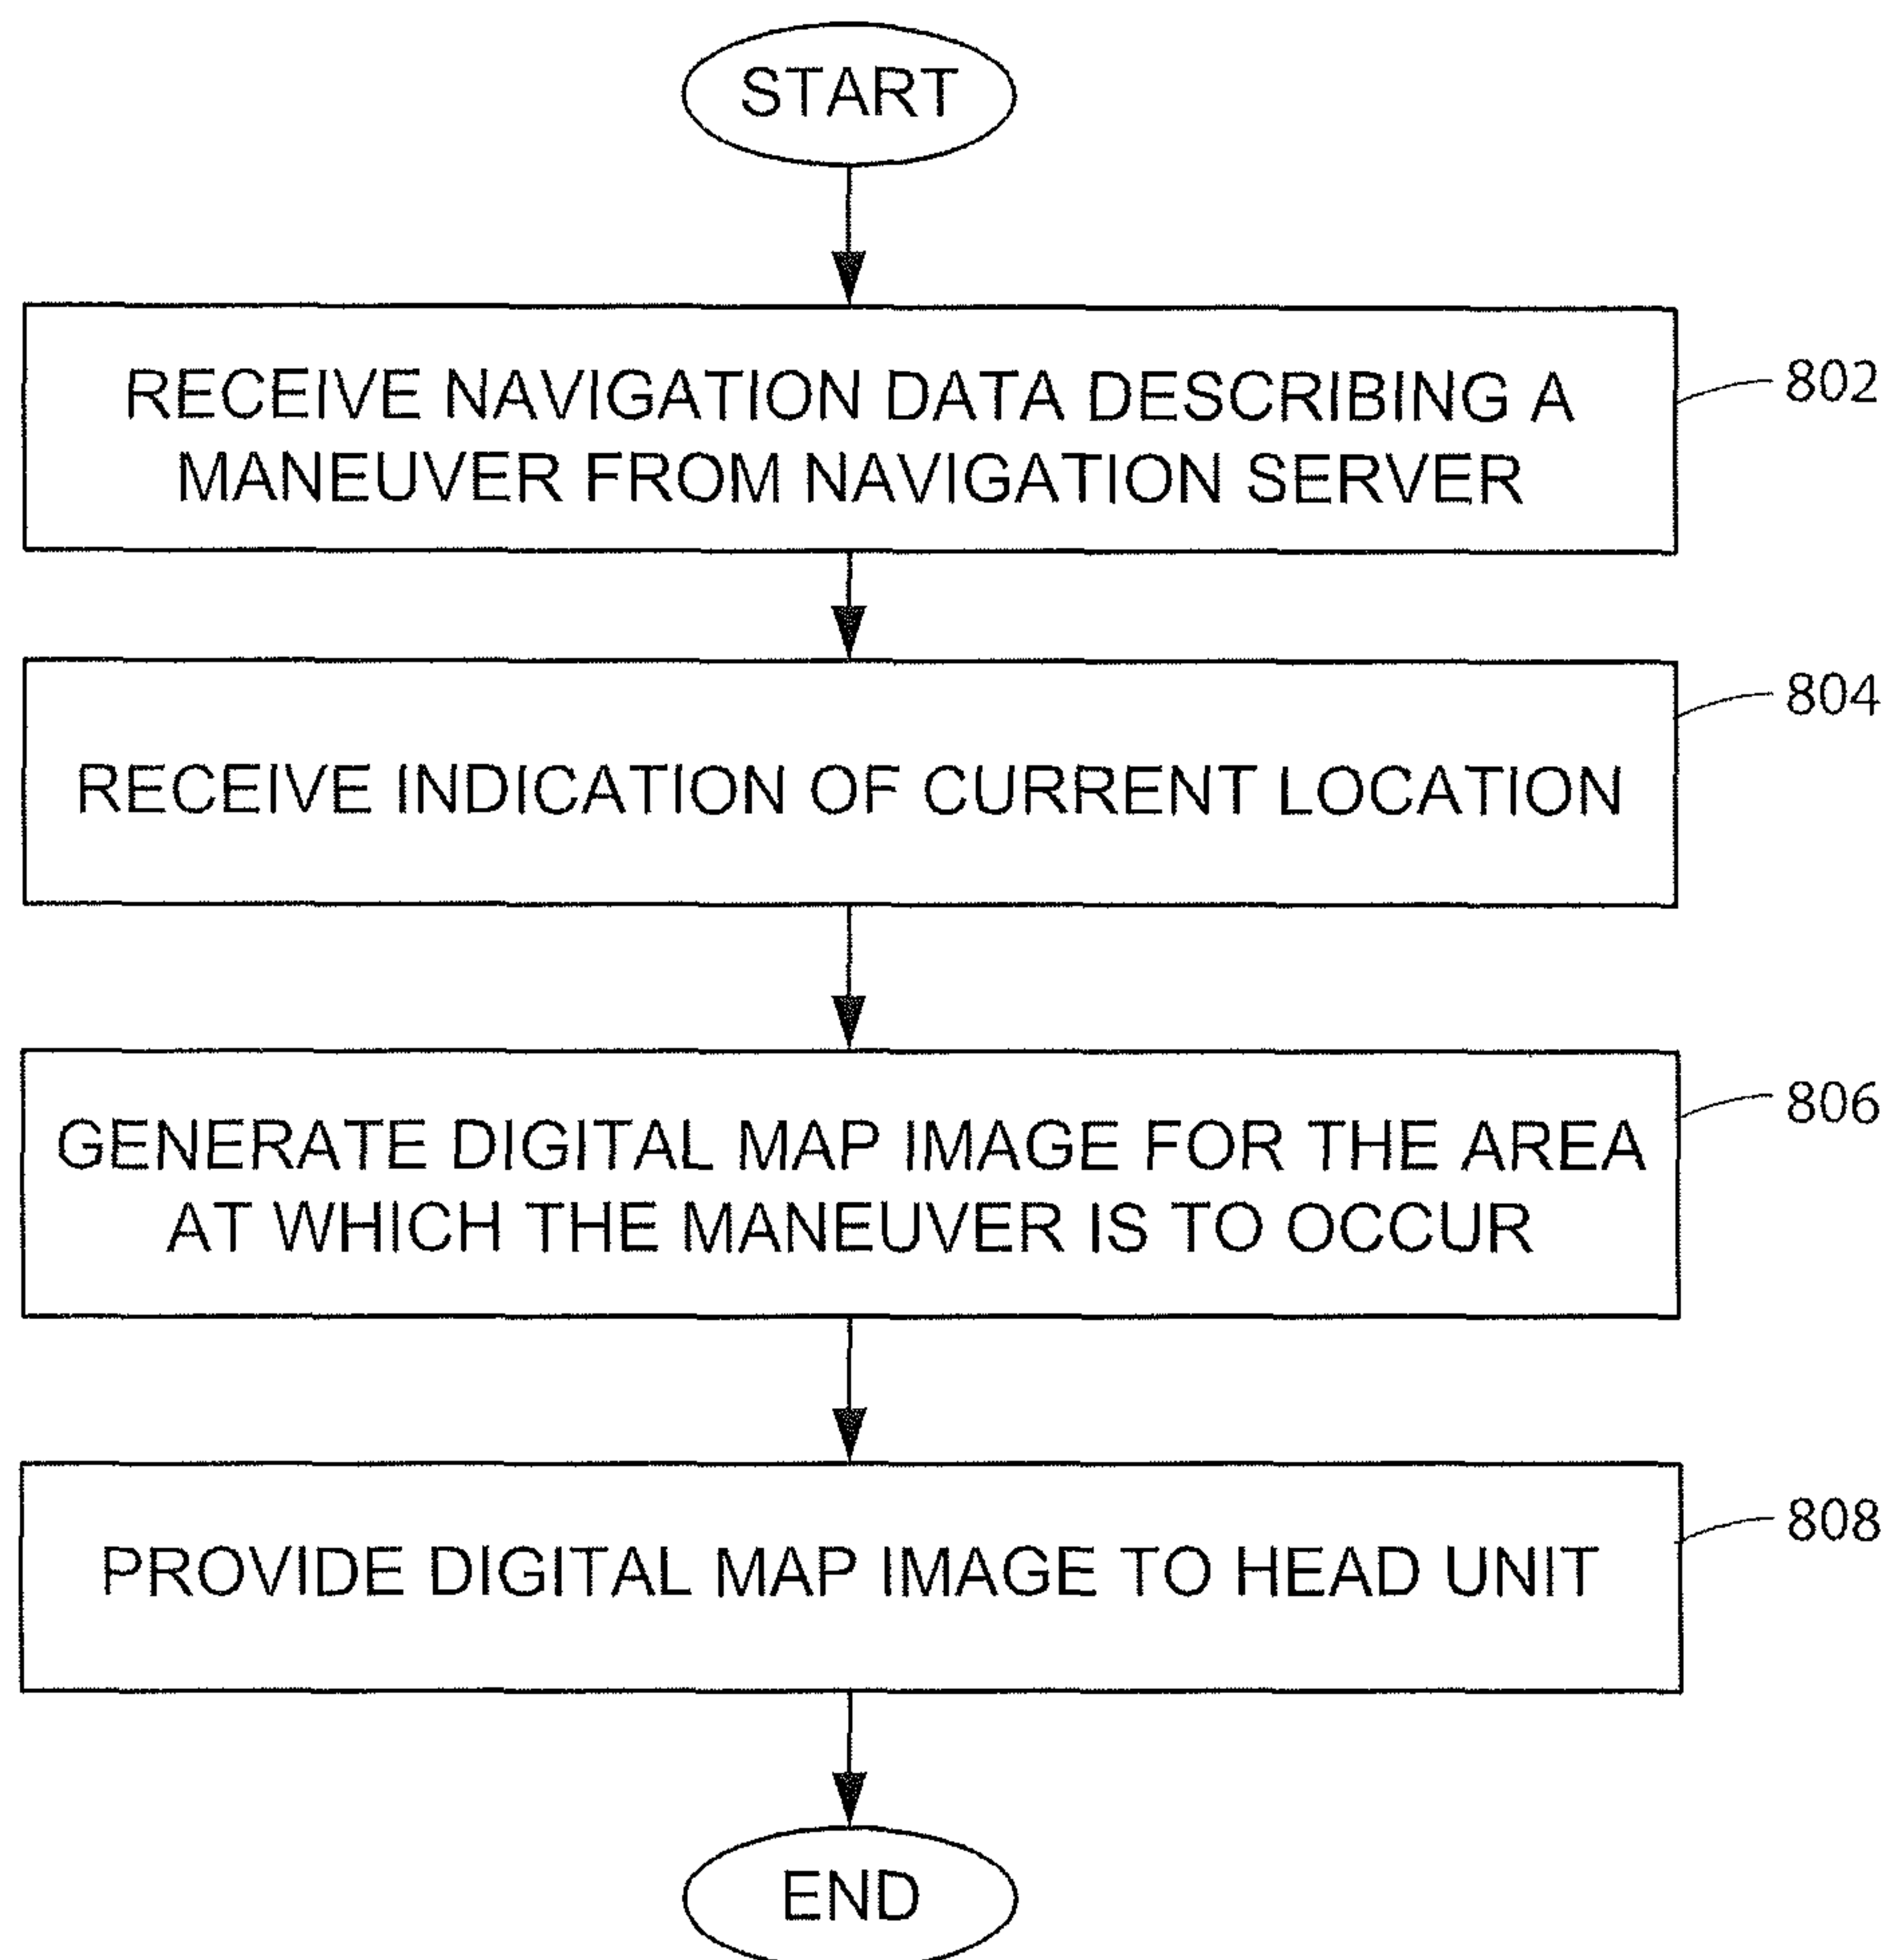 START
RECEIVE NAVIGATION DATA DESCRIBING A
MANEUVER FROM NAVIGATION SERVER
802
RECEIVE INDICATION OF CURRENT LOCATION
804
GENERATE DIGITAL MAP IMAGE FOR THE AREA
AT WHICH THE MANEUVER IS TO OCCUR
806
PROVIDE DIGITAL MAP IMAGE TO HEAD UNIT
808
END